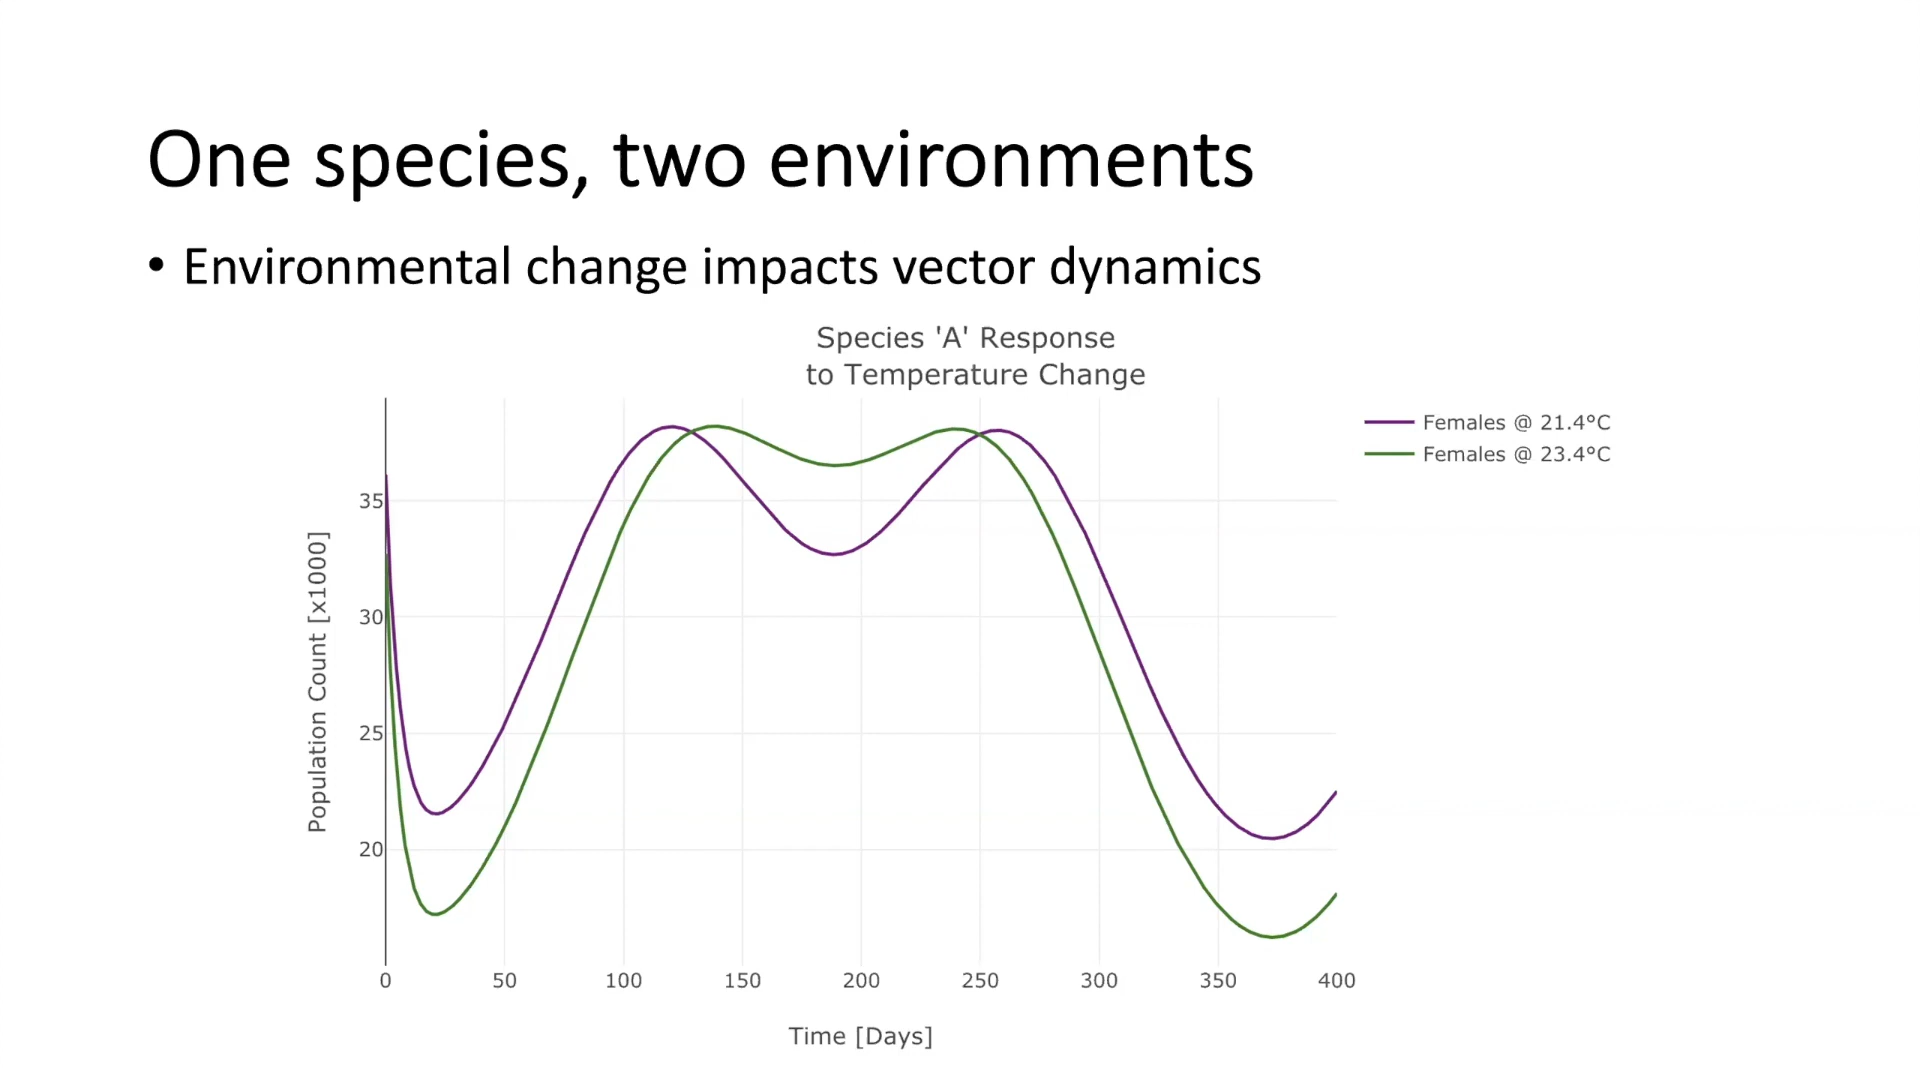 One species, two environments
• Environmental change impacts vector dynamics
Species 'A' Response
to Temperature Change
Females @ 21.4°C
Females @ 23.4°C
Population Count [x1000]
35
30
25
20
0 50 100 150 200 250 300 350 400
Time [Days]